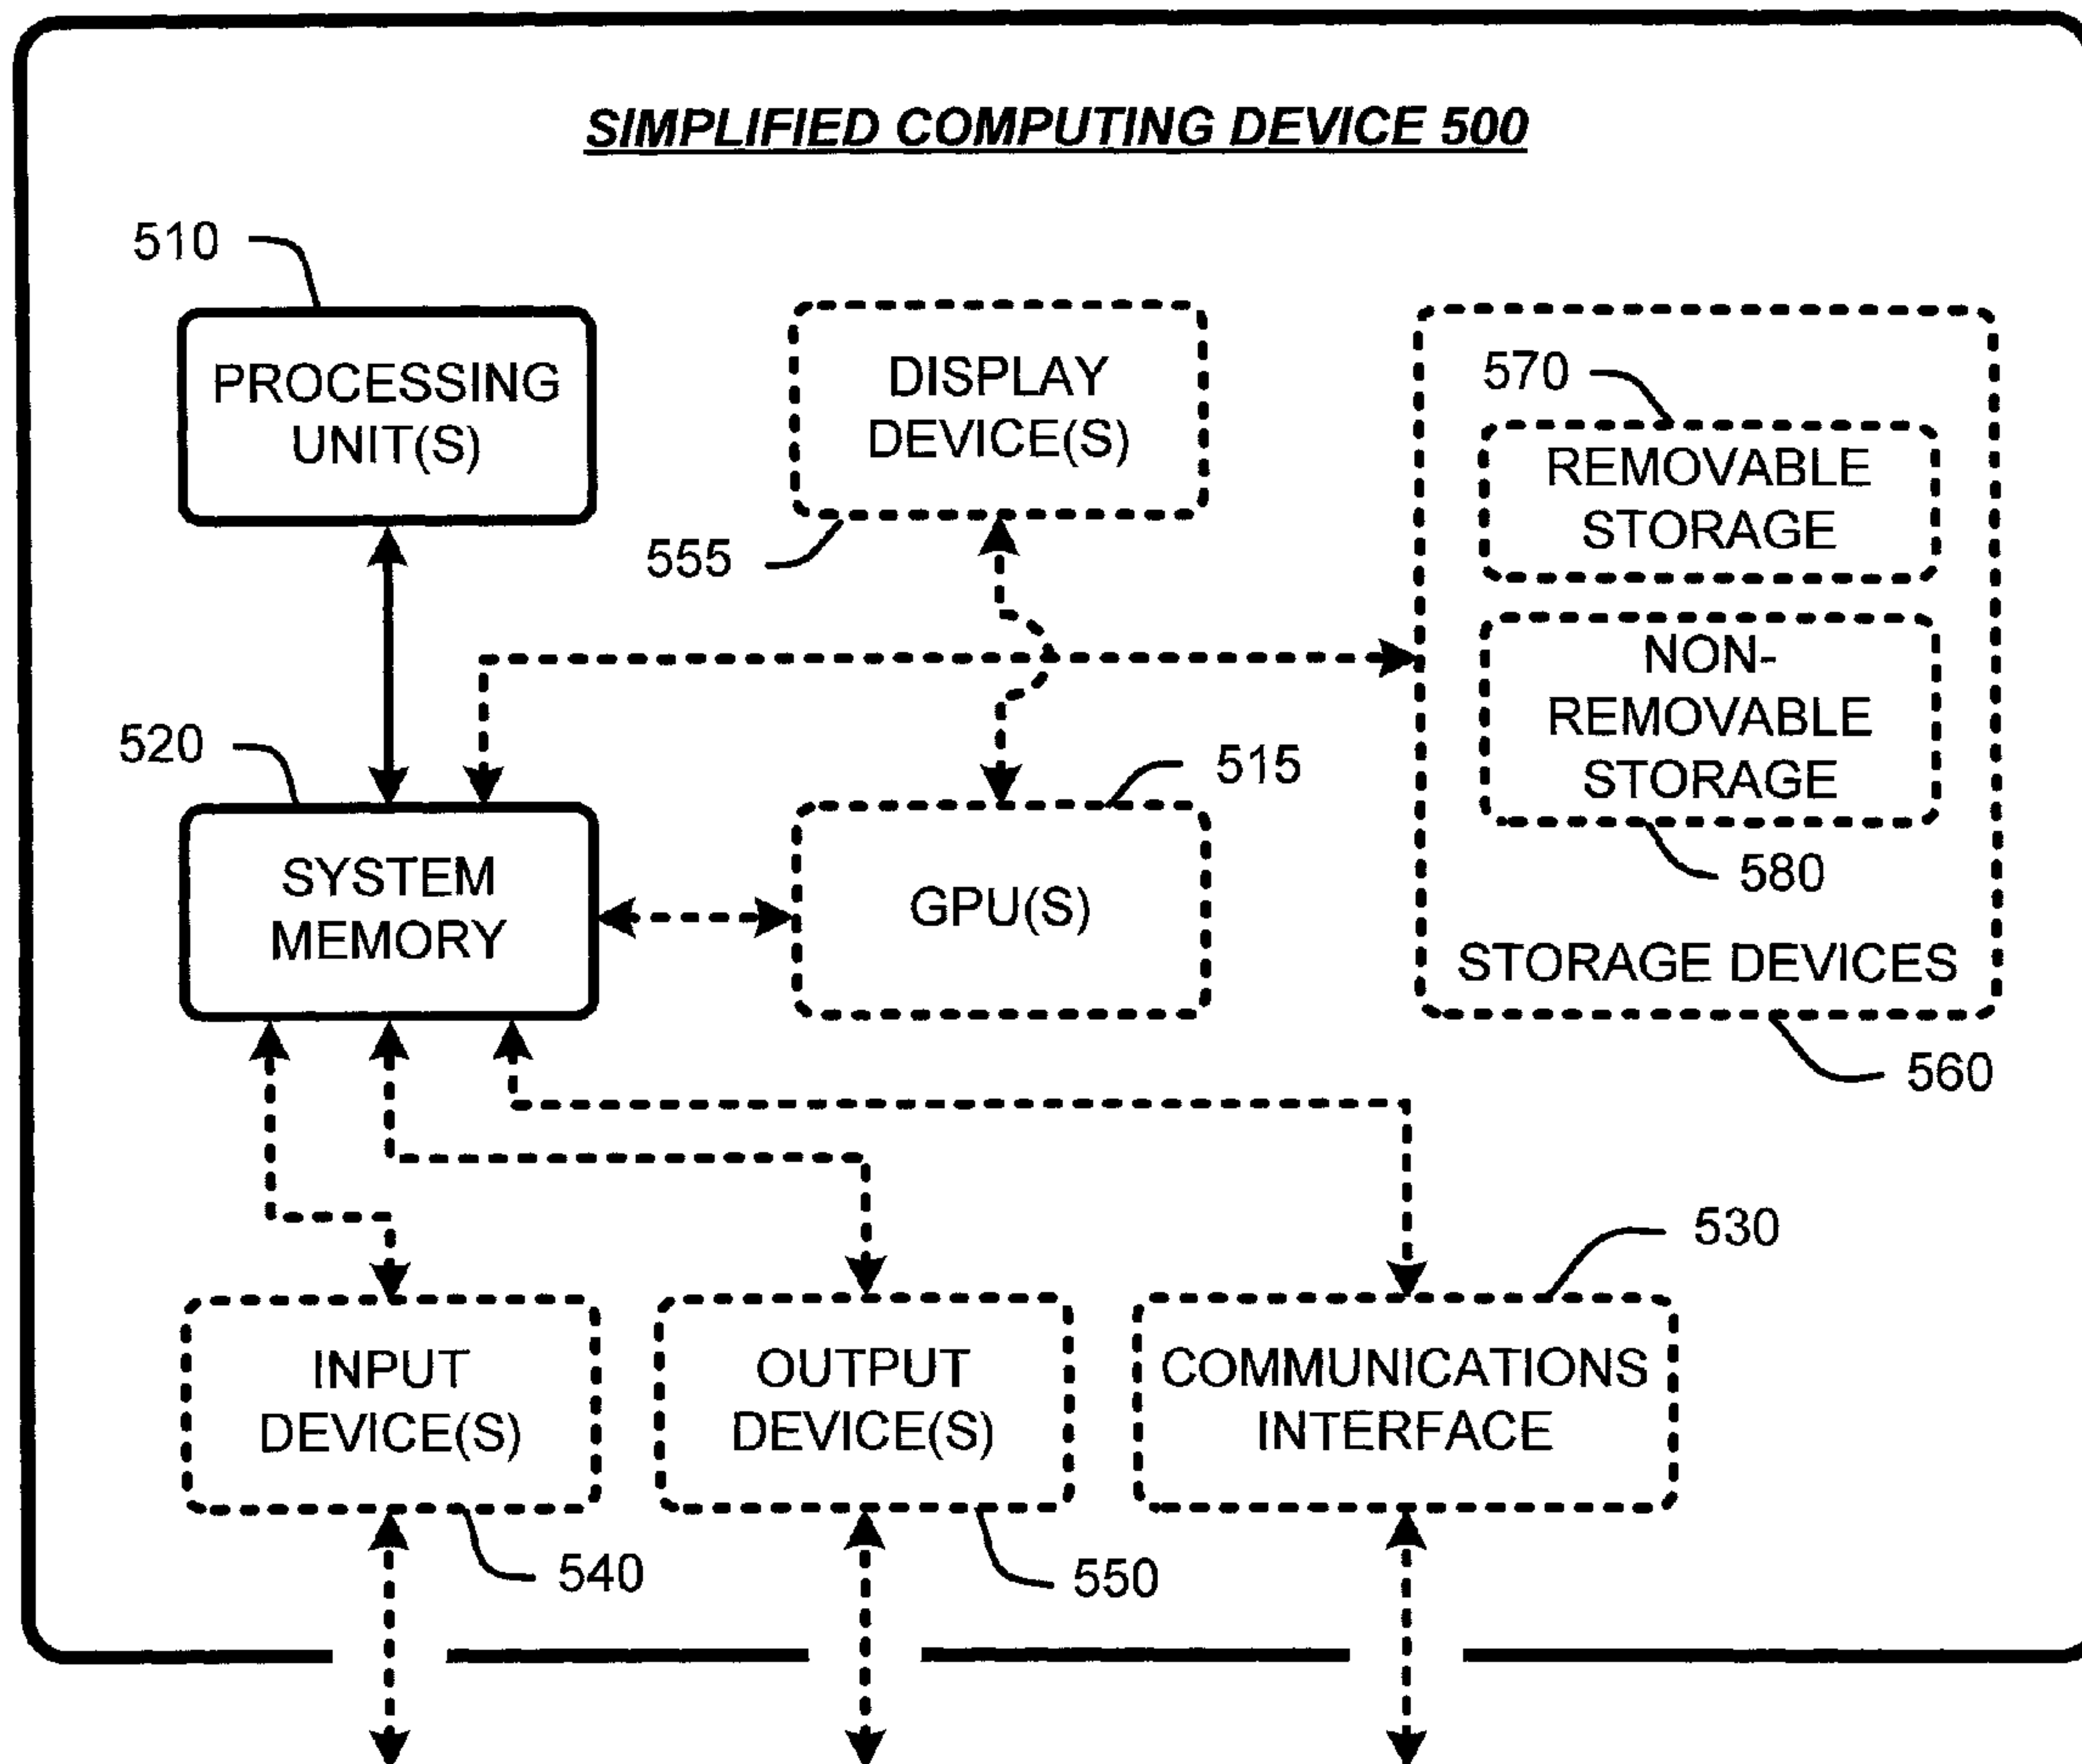 SIMPLIFIED COMPUTING DEVICE 500
510
PROCESSING
UNIT(S)
DISPLAY
DEVICE(S)
555
570
REMOVABLE
STORAGE
NON-
REMOVABLE
STORAGE
580
STORAGE DEVICES
560
520
SYSTEM
MEMORY
515
GPU(S)
530
INPUT
DEVICE(S)
540
OUTPUT
DEVICE(S)
550
COMMUNICATIONS
INTERFACE